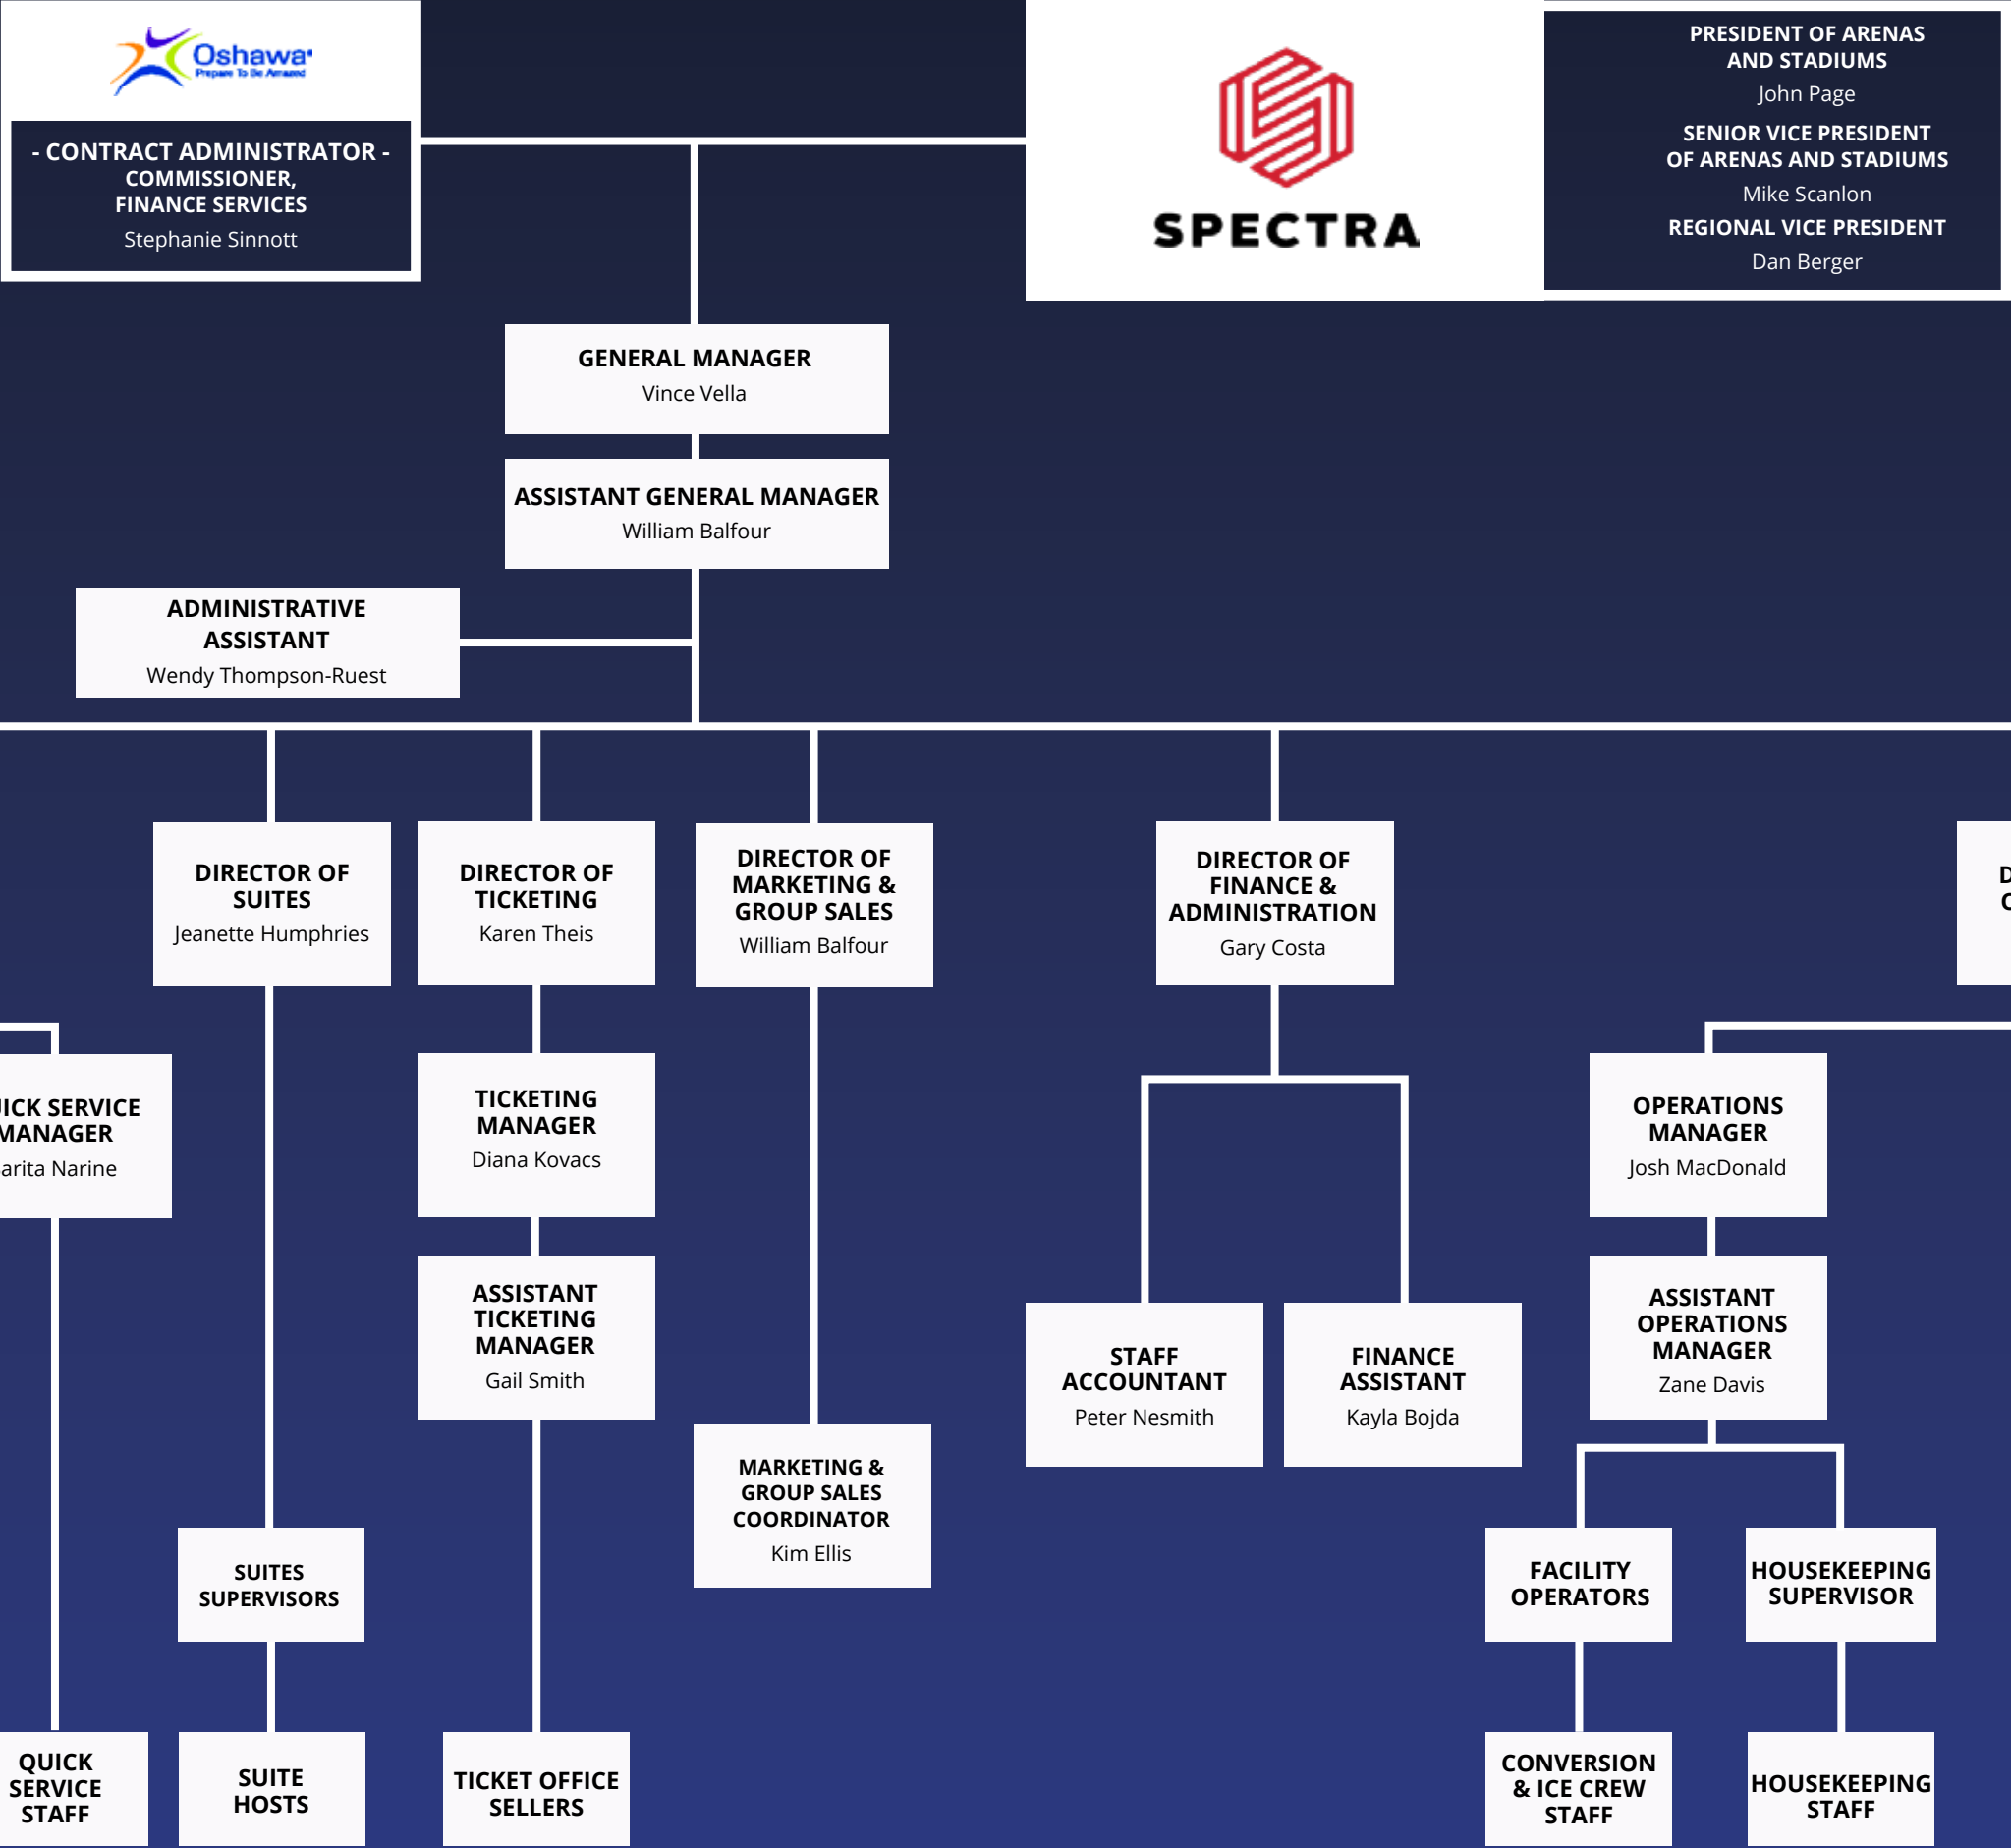 Oshawa
Prepare To Be Amazed
- CONTRACT ADMINISTRATOR -
COMMISSIONER,
FINANCE SERVICES
Stephanie Sinnott
SPECTRA
PRESIDENT OF ARENAS
AND STADIUMS
John Page
SENIOR VICE PRESIDENT
OF ARENAS AND STADIUMS
Mike Scanlon
REGIONAL VICE PRESIDENT
Dan Berger
GENERAL MANAGER
Vince Vella
ASSISTANT GENERAL MANAGER
William Balfour
ADMINISTRATIVE
ASSISTANT
Wendy Thompson-Ruest
DIRECTOR OF
SUITES
Jeanette Humphries
DIRECTOR OF
TICKETING
Karen Theis
DIRECTOR OF
MARKETING &
GROUP SALES
William Balfour
DIRECTOR OF
FINANCE &
ADMINISTRATION
Gary Costa
SERVICE
MANAGER
Narine
TICKETING
MANAGER
Diana Kovacs
OPERATIONS
MANAGER
Josh MacDonald
ASSISTANT
TICKETING
MANAGER
Gail Smith
STAFF
ACCOUNTANT
Peter Nesmith
FINANCE
ASSISTANT
Kayla Bojda
ASSISTANT
OPERATIONS
MANAGER
Zane Davis
MARKETING &
GROUP SALES
COORDINATOR
Kim Ellis
SUITES
SUPERVISORS
FACILITY
OPERATORS
HOUSEKEEPING
SUPERVISOR
QUICK
SERVICE
STAFF
SUITE
HOSTS
TICKET OFFICE
SELLERS
CONVERSION
& ICE CREW
STAFF
HOUSEKEEPING
STAFF